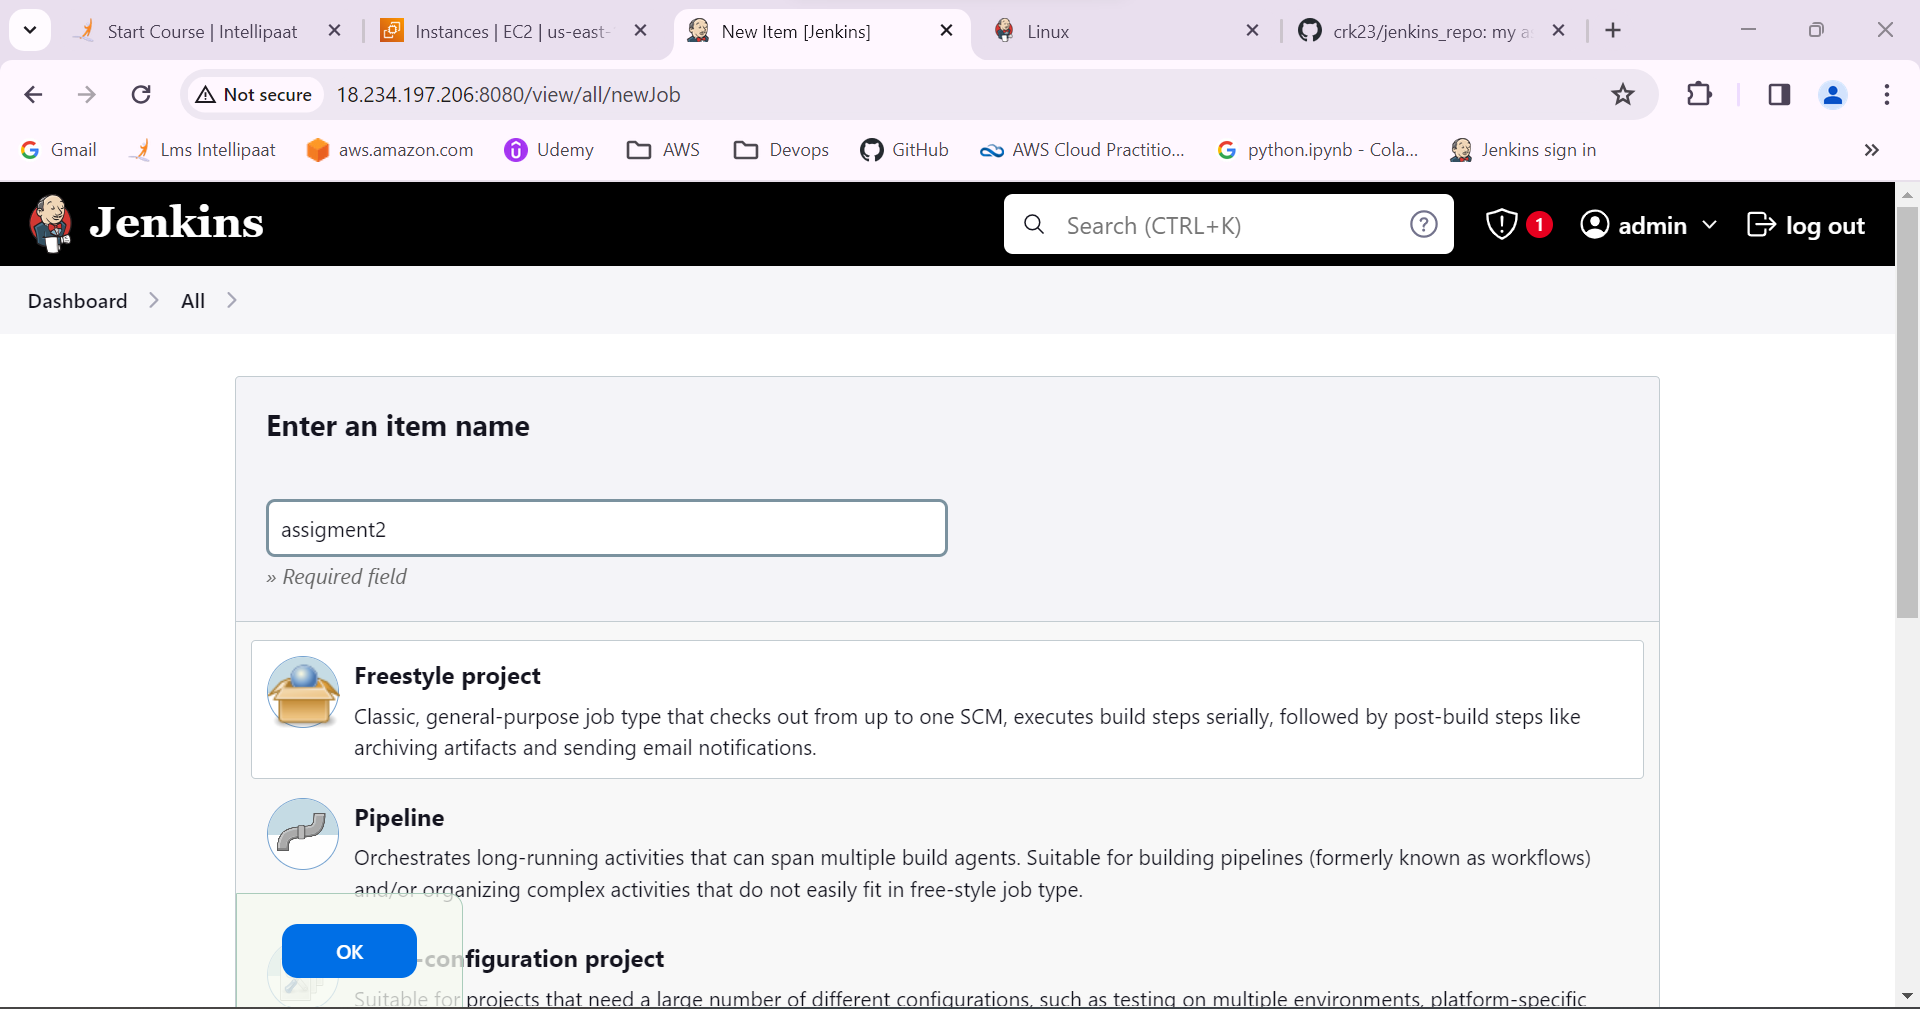 Start Course | Intellipaat
Instances | EC2 | us-east-
New Item [Jenkins]
Linux
crk23/jenkins_repo: my as
Not secure
18.234.197.206:8080/view/all/newJob
Gmail
Lms Intellipaat
aws.amazon.com
Udemy
AWS
Devops
GitHub
AWS Cloud Practitio...
python.ipynb - Cola...
Jenkins sign in
Jenkins
Search (CTRL+K)
1
admin
log out
Dashboard
All
Enter an item name
assigment2
» Required field
Freestyle project
Classic, general-purpose job type that checks out from up to one SCM, executes build steps serially, followed by post-build steps like
archiving artifacts and sending email notifications.
Pipeline
Orchestrates long-running activities that can span multiple build agents. Suitable for building pipelines (formerly known as workflows)
and/or organizing complex activities that do not easily fit in free-style job type.
OK
-configuration project
Suitable for projects that need a large number of different configurations, such as testing on multiple environments, platform-specific